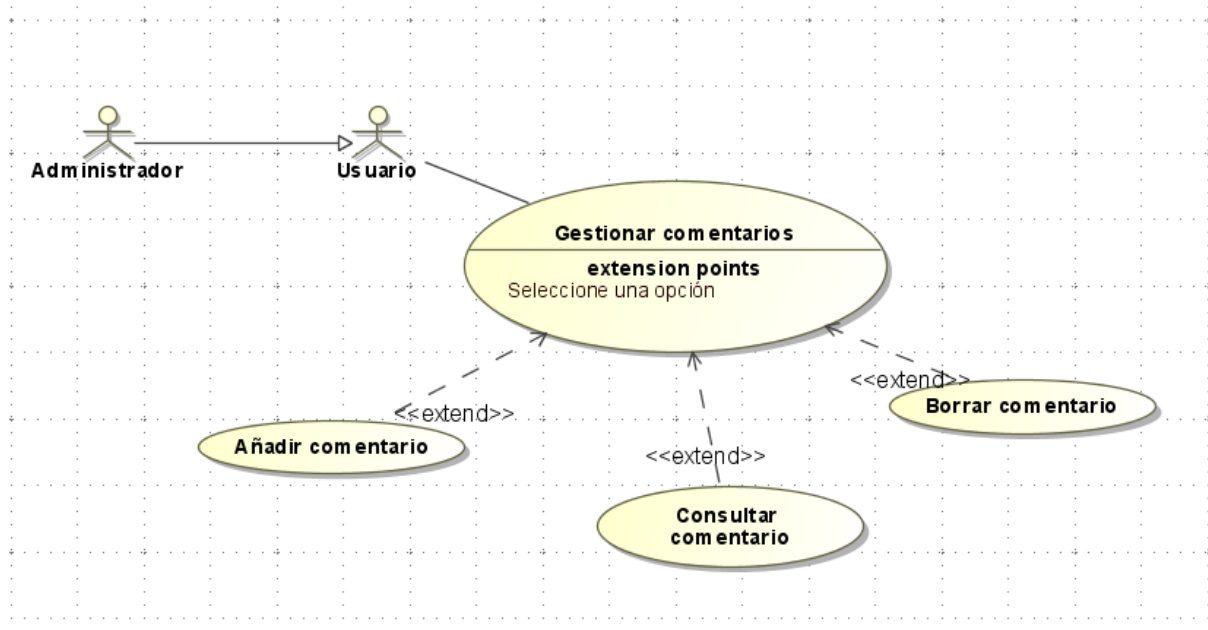 Administrador
Usuario
Gestionar comentarios
extension points
Seleccione una opción
<<extend>>
<<extend>>
<<extend>>
Añadir comentario
Borrar comentario
Consultar
comentario